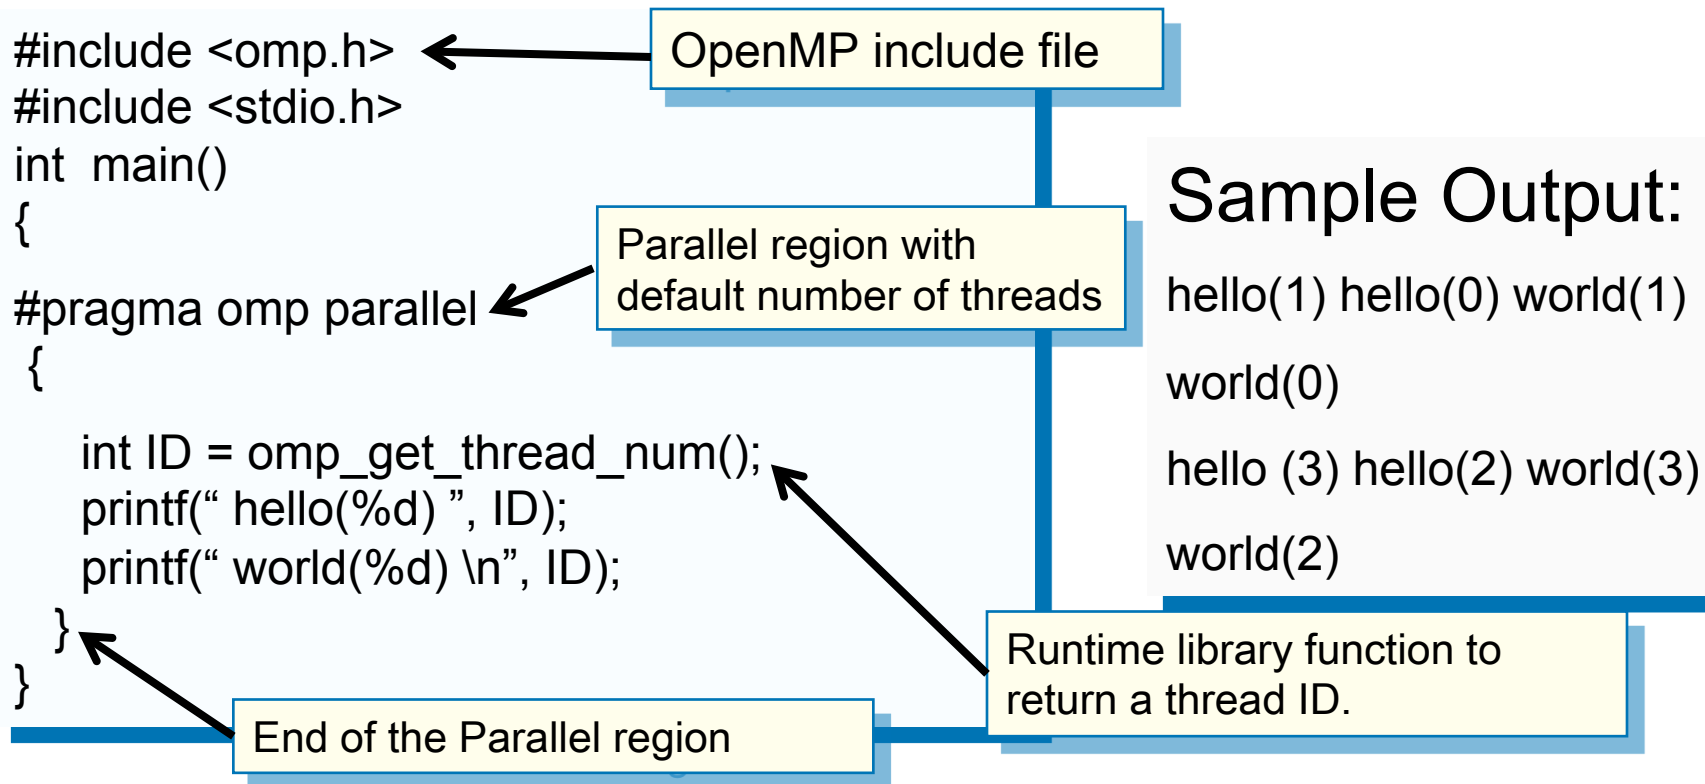 #include <omp.h>
#include <stdio.h>
int  main()
{
#pragma omp parallel
{
int ID = omp_get_thread_num();
printf(“ hello(%d) ”, ID);
printf(“ world(%d) \n”, ID);
}
}
OpenMP include file
Parallel region with
default number of threads
Runtime library function to
return a thread ID.
End of the Parallel region
Sample Output:
hello(1) hello(0) world(1)
world(0)
hello (3) hello(2) world(3)
world(2)